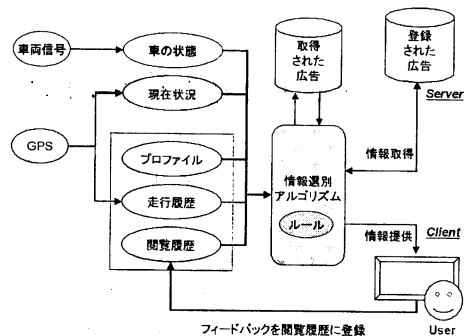 車両信号
車の状態
現在状況
GPS
プロファイル
走行履歴
閲覧履歴
取得
された
広告
登録
された
広告
Server
情報取得
情報選別
アルゴリズム
ルール
情報提供
Client
User
フィードバックを閲覧履歴に登録